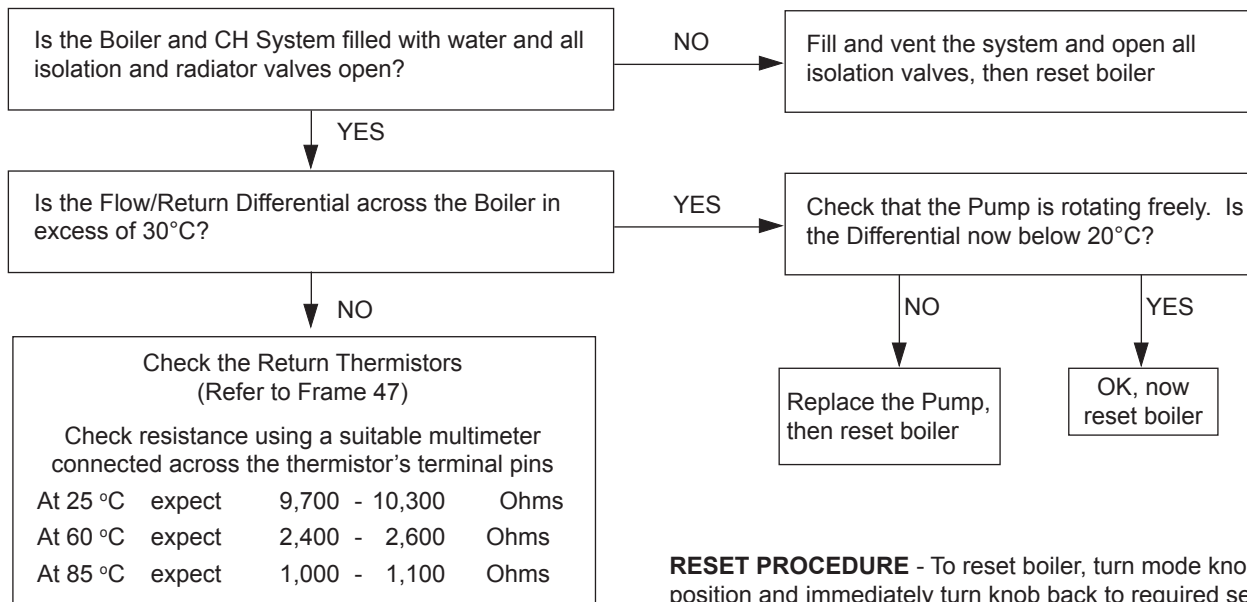 Is the Boiler and CH System filled with water and all
isolation and radiator valves open?
NO
Fill and vent the system and open all
isolation valves, then reset boiler
YES
Is the Flow/Return Differential across the Boiler in
excess of 30°C?
YES
Check that the Pump is rotating freely. Is
the Differential now below 20°C?
NO
NO
YES
Check the Return Thermistors
(Refer to Frame 47)
Check resistance using a suitable multimeter
connected across the thermistor's terminal pins
At 25 °C expect 9,700 - 10,300 Ohms
At 60 °C expect 2,400 - 2,600 Ohms
At 85 °C expect 1,000 - 1,100 Ohms
Replace the Pump,
then reset boiler
OK, now
reset boiler
RESET PROCEDURE - To reset boiler, turn mode
position and immediately turn knob back to required